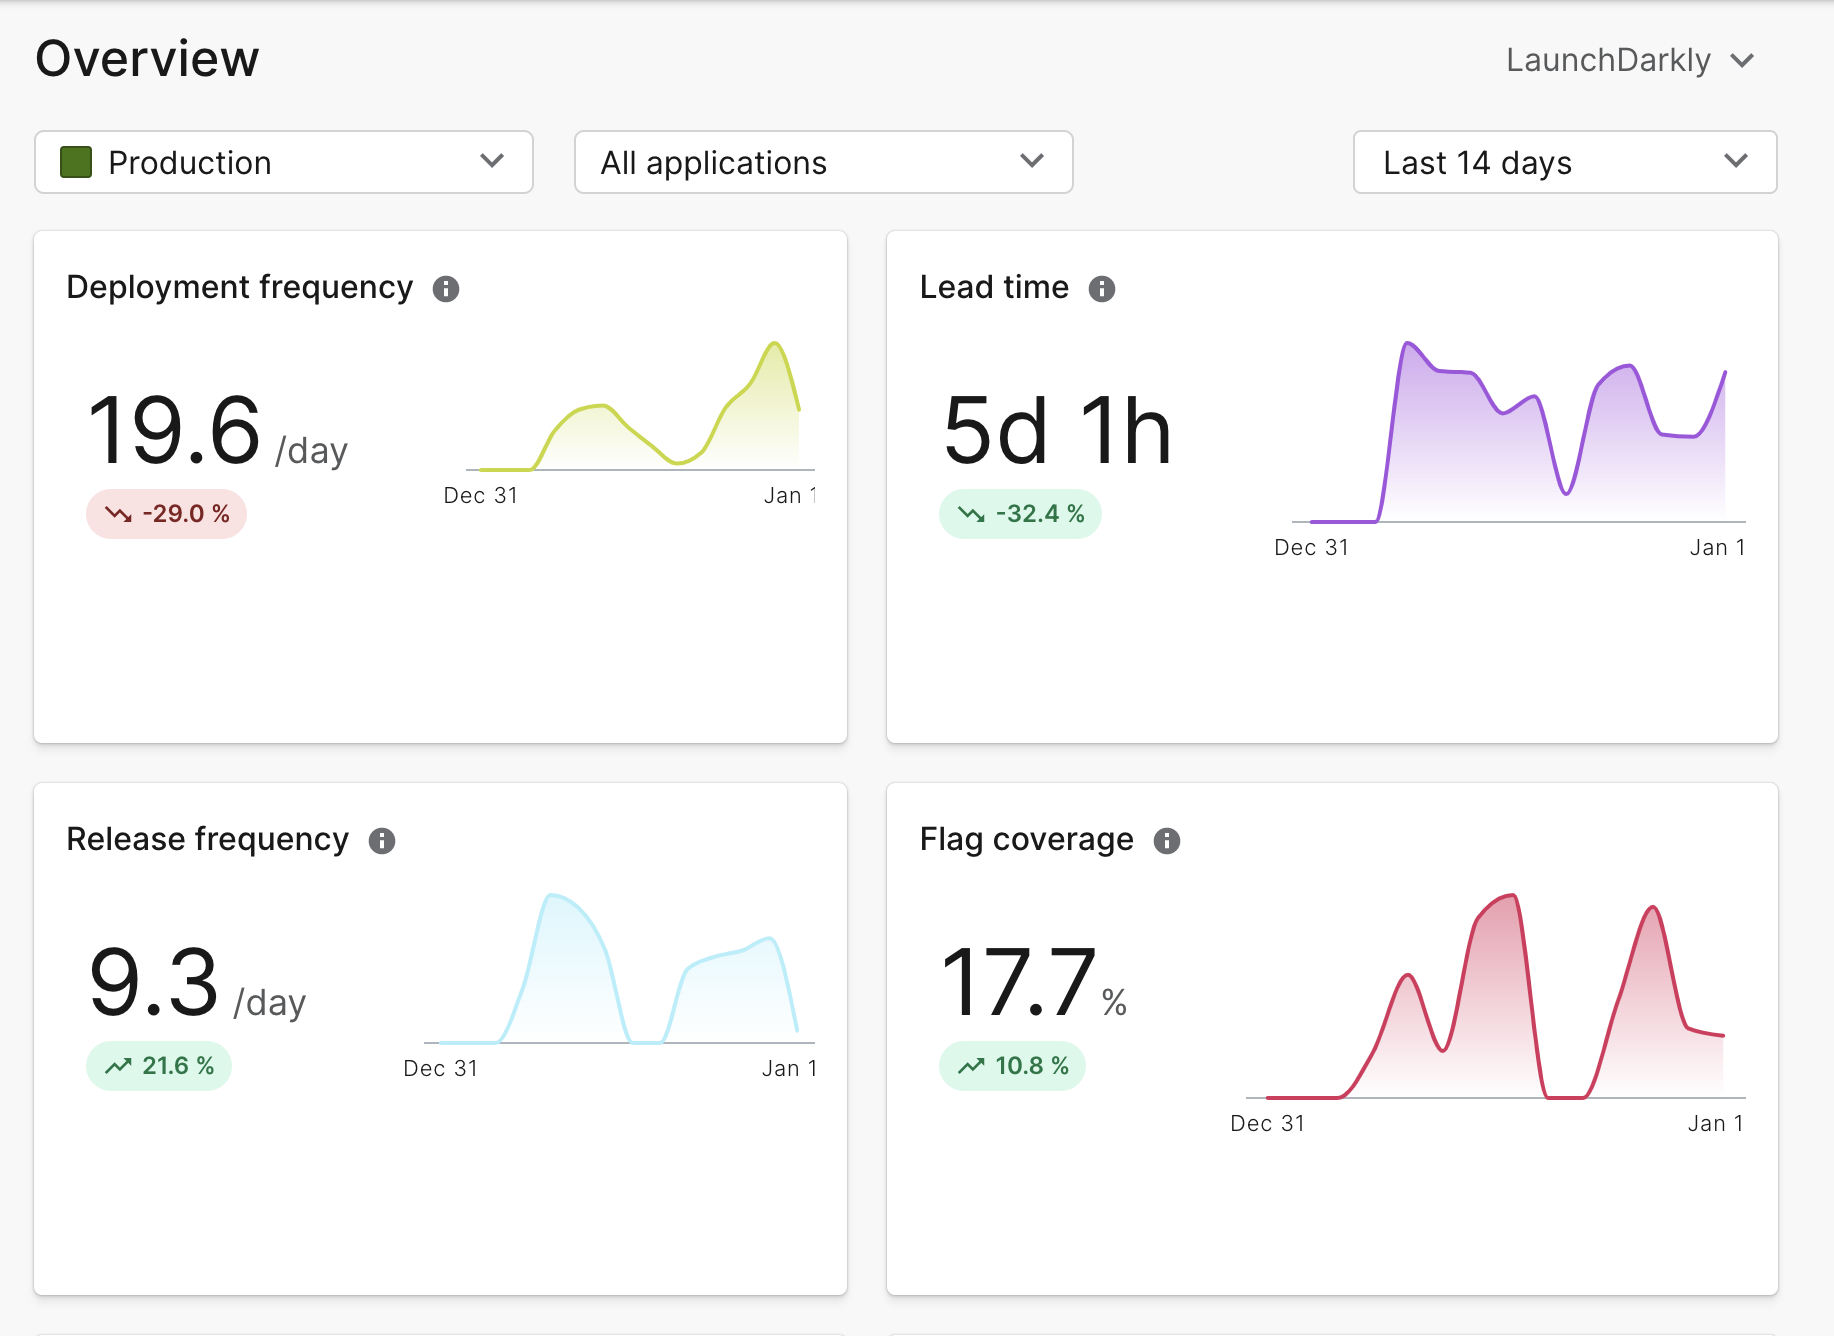 Overview
LaunchDarkly
Production
All applications
Last 14 days
Deployment frequency
19.6 /day
-29.0 %
Dec 31
Jan 1
Lead time
5d 1h
-32.4 %
Dec 31
Jan 1
Release frequency
9.3 /day
21.6 %
Dec 31
Jan 1
Flag coverage
17.7 %
10.8 %
Dec 31
Jan 1